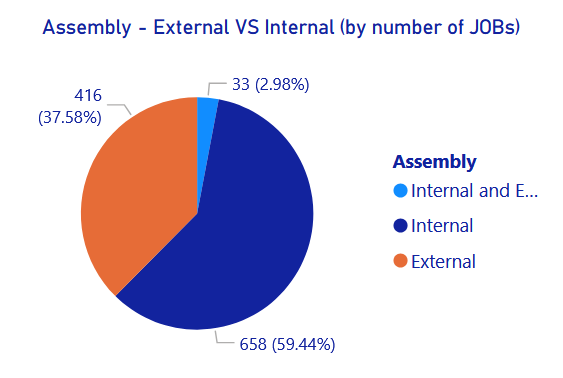 Assembly - External VS Internal (by number of JOBs)
33 (2.98%)
416
(37.58%)
658 (59.44%)
Assembly
Internal and E...
Internal
External